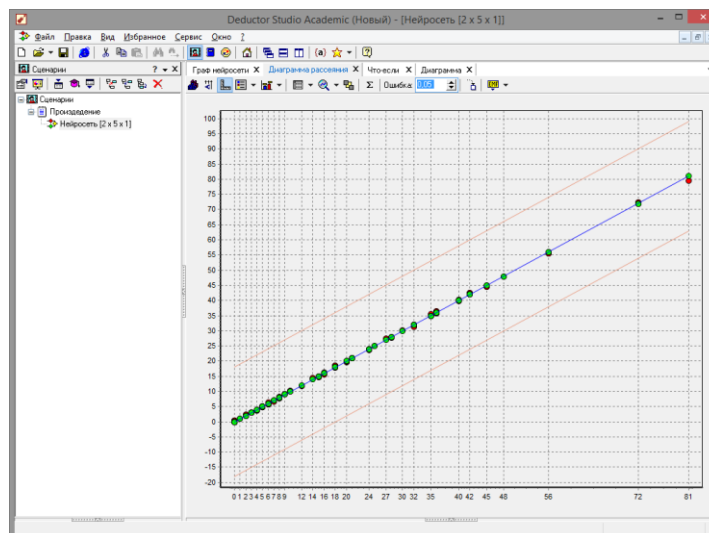 Deductor Studio Academic (Новый) - [Нейросеть [2 x 5 x 1]]
Файл Правка Вид Избранное Сервис Окно ?
Сценарии
Сценарии
Произдедение
Нейросеть [2 x 5 x 1]
Граф нейросети X Диаграмма рассеяния X Что-если X Диаграмма X
Σ Ошибка: 0,05
100
95
90
85
80
75
70
65
60
55
50
45
40
35
30
25
20
15
10
5
0
-5
-10
-15
-20
0 1 2 3 4 5 6 7 8 9 12 14 16 18 20 24 27 30 32 35 40 42 45 48 56 72 81